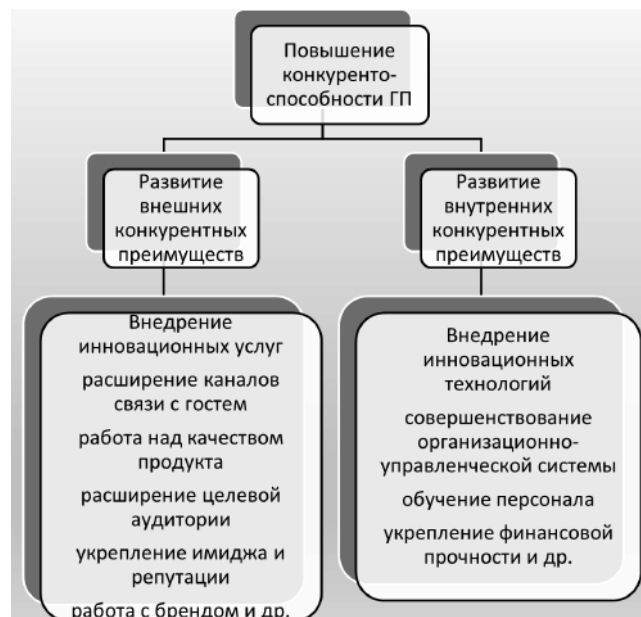 Повышение
конкуренто-
способности ГП
Развитие
внешних
конкурентных
преимуществ
Развитие
внутренних
конкурентных
преимуществ
Внедрение
инновационных услуг
расширение каналов
связи с гостем
работа над качеством
продукта
расширение целевой
аудитории
укрепление имиджа и
репутации
работа с брендом и др.
Внедрение
инновационных
технологий
совершенствование
организационно-
управленческой системы
обучение персонала
укрепление финансовой
прочности и др.